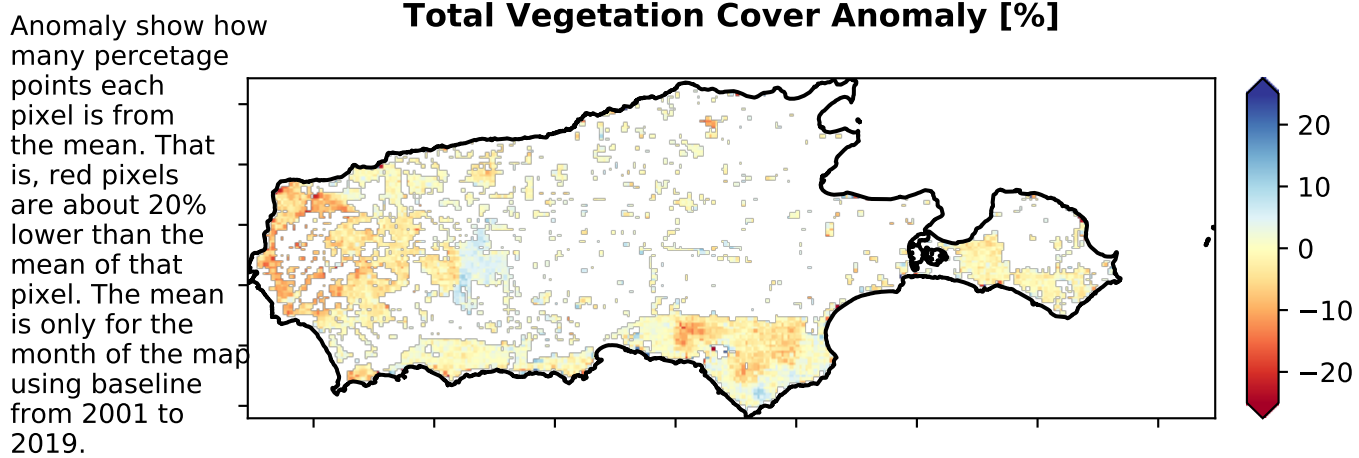 Total Vegetation Cover Anomaly [%]
Anomaly show how
many percetage
points each
pixel is from
the mean. That
is, red pixels
are about 20%
lower than the
mean of that
pixel. The mean
is only for the
month of the map
using baseline
from 2001 to
2019.
20
10
0
−10
−20